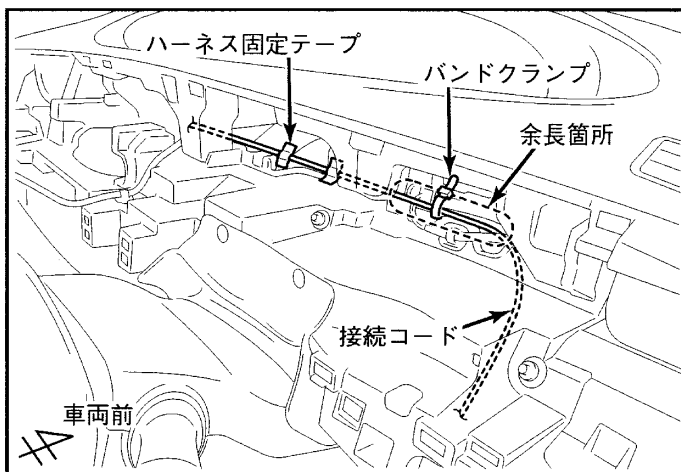 ハーネス固定テープ
バンドクランプ
余長箇所
接続コード
車両前